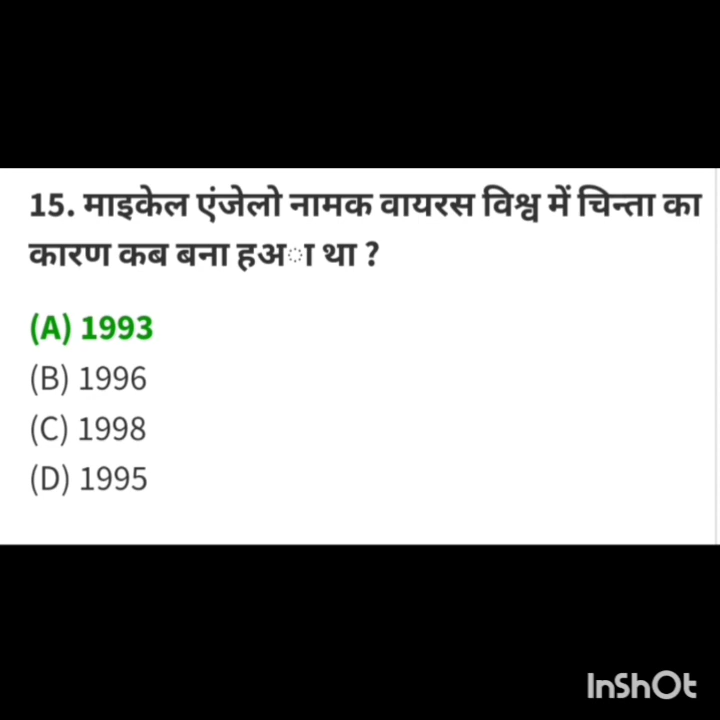 15. माइकेल एंजेलो नामक वायरस विश्व में चिन्ता का
कारण कब बना हअा था ?
(A) 1993
(B) 1996
(C) 1998
(D) 1995
InShOt